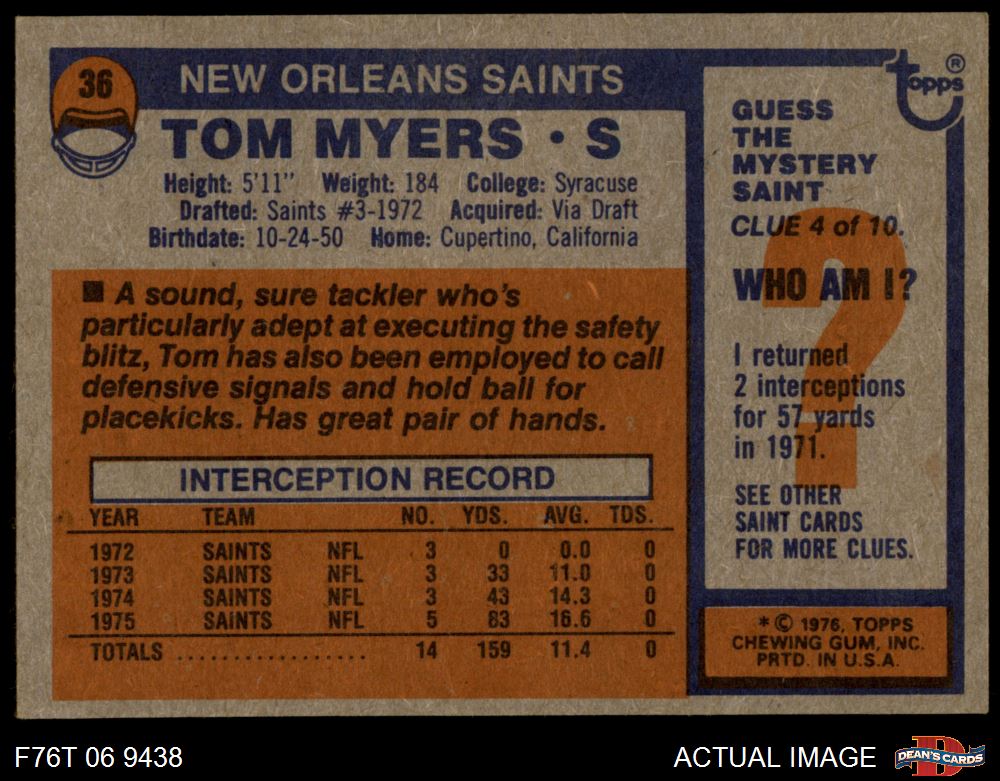 36
NEW ORLEANS SAINTS
TOM MYERS • S
Height: 5'11" Weight: 184 College: Syracuse
Drafted: Saints #3-1972 Acquired: Via Draft
Birthdate: 10-24-50 Home: Cupertino, California
■ A sound, sure tackler who's
particularly adept at executing the safety
blitz, Tom has also been employed to call
defensive signals and hold ball for
placekicks. Has great pair of hands.
INTERCEPTION RECORD
YEAR TEAM NO. YDS. AVG. TDS.
1972 SAINTS NFL 3 0 0.0 0
1973 SAINTS NFL 3 33 11.0 0
1974 SAINTS NFL 3 43 14.3 0
1975 SAINTS NFL 5 83 16.6 0
TOTALS .................. 14 159 11.4 0
topps ®
GUESS
THE
MYSTERY
SAINT
CLUE 4 of 10.
?
WHO AM I?
I returned
2 interceptions
for 57 yards
in 1971.
SEE OTHER
SAINT CARDS
FOR MORE CLUES.
* © 1976, TOPPS
CHEWING GUM, INC.
PRTD. IN U.S.A.
F76T 06 9438
ACTUAL IMAGE
D
DEAN'S CARDS